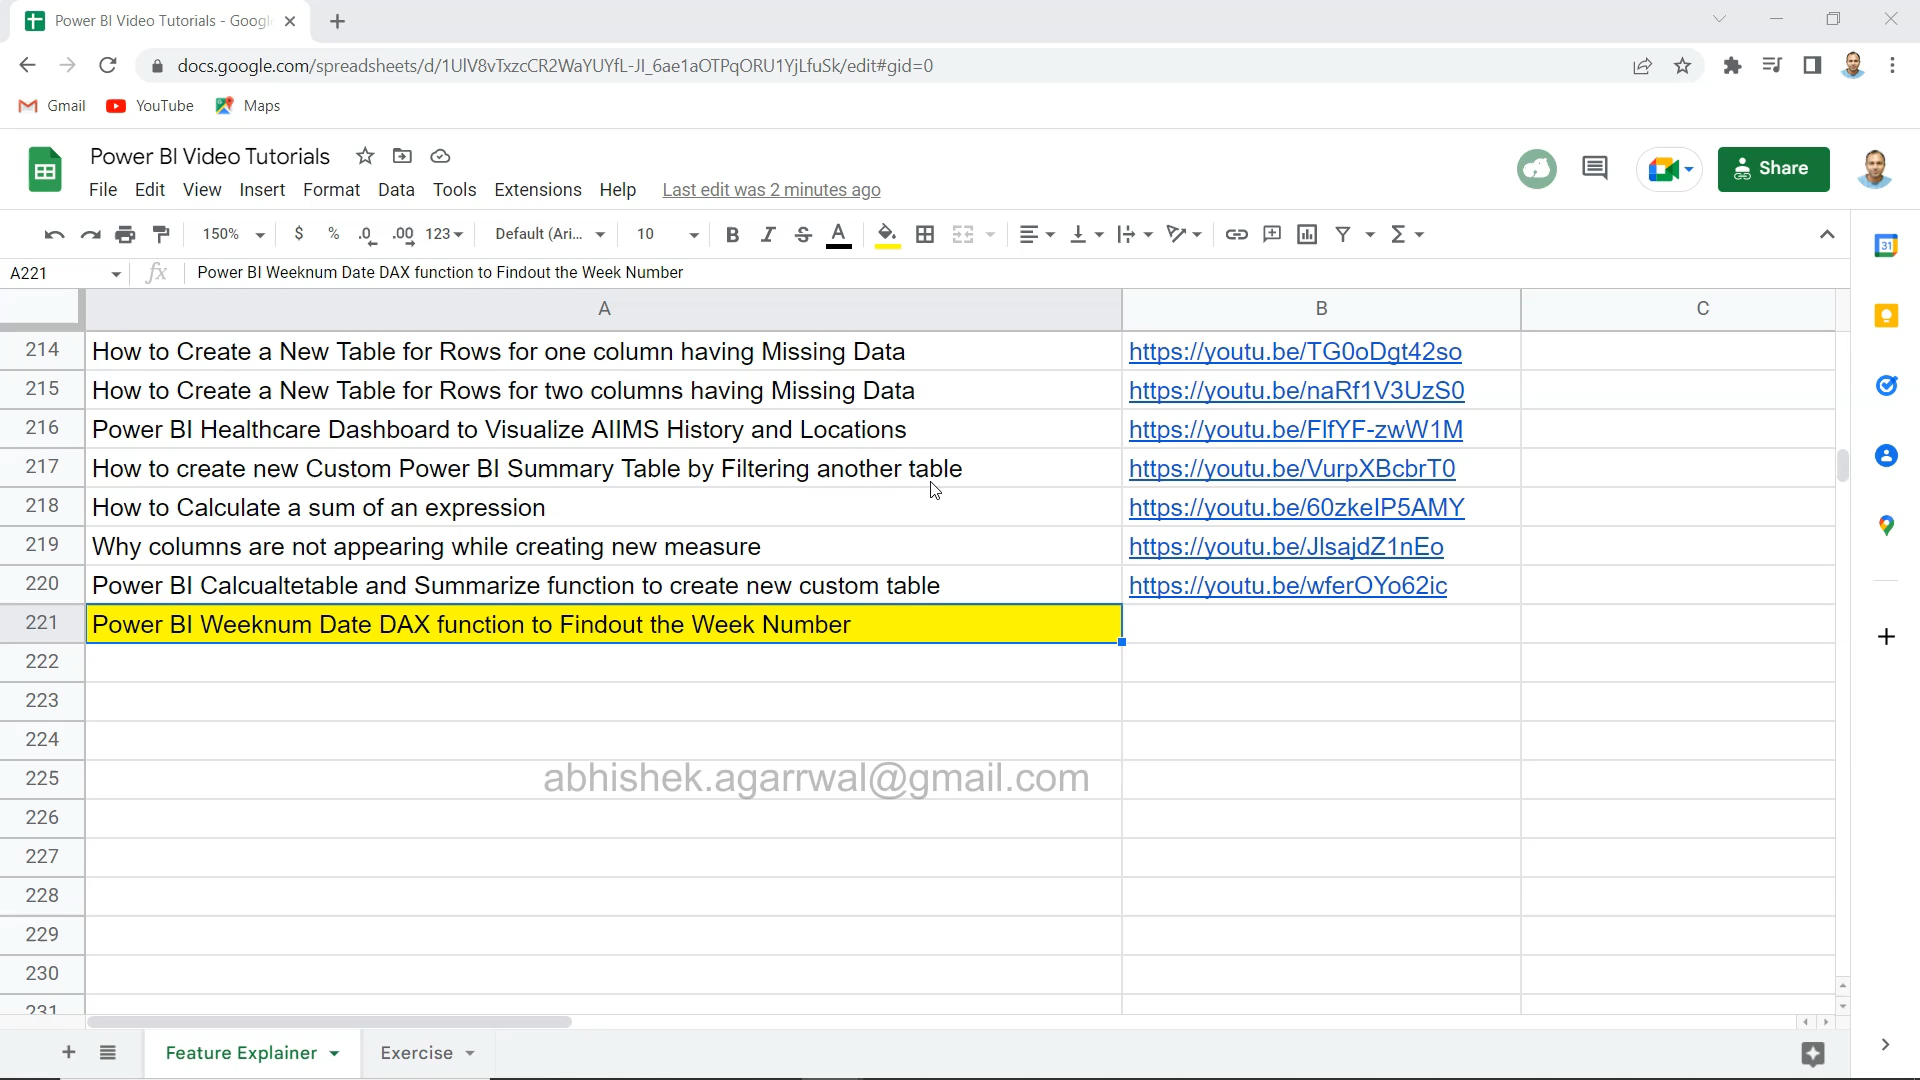 Power BI Video Tutorials - Googl
docs.google.com/spreadsheets/d/1UlV8vTxzcCR2WaYUYfL-Jl_6ae1aOTPqORU1YjLfuSk/edit#gid=0
Gmail YouTube Maps
Power BI Video Tutorials
File Edit View Insert Format Data Tools Extensions Help Last edit was 2 minutes ago
Share
150% $ % .0 .00 123 Default (Ari... 10 B I S A
A221 fx Power BI Weeknum Date DAX function to Findout the Week Number
A B C
214 How to Create a New Table for Rows for one column having Missing Data https://youtu.be/TG0oDgt42so
215 How to Create a New Table for Rows for two columns having Missing Data https://youtu.be/naRf1V3UzS0
216 Power BI Healthcare Dashboard to Visualize AIIMS History and Locations https://youtu.be/FlfYF-zwW1M
217 How to create new Custom Power BI Summary Table by Filtering another table https://youtu.be/VurpXBcbrT0
218 How to Calculate a sum of an expression https://youtu.be/60zkeIP5AMY
219 Why columns are not appearing while creating new measure https://youtu.be/JlsajdZ1nEo
220 Power BI Calcualtetable and Summarize function to create new custom table https://youtu.be/wferOYo62ic
221 Power BI Weeknum Date DAX function to Findout the Week Number
222
223
224
225
abhishek.agarrwal@gmail.com
226
227
228
229
230
231
Feature Explainer Exercise